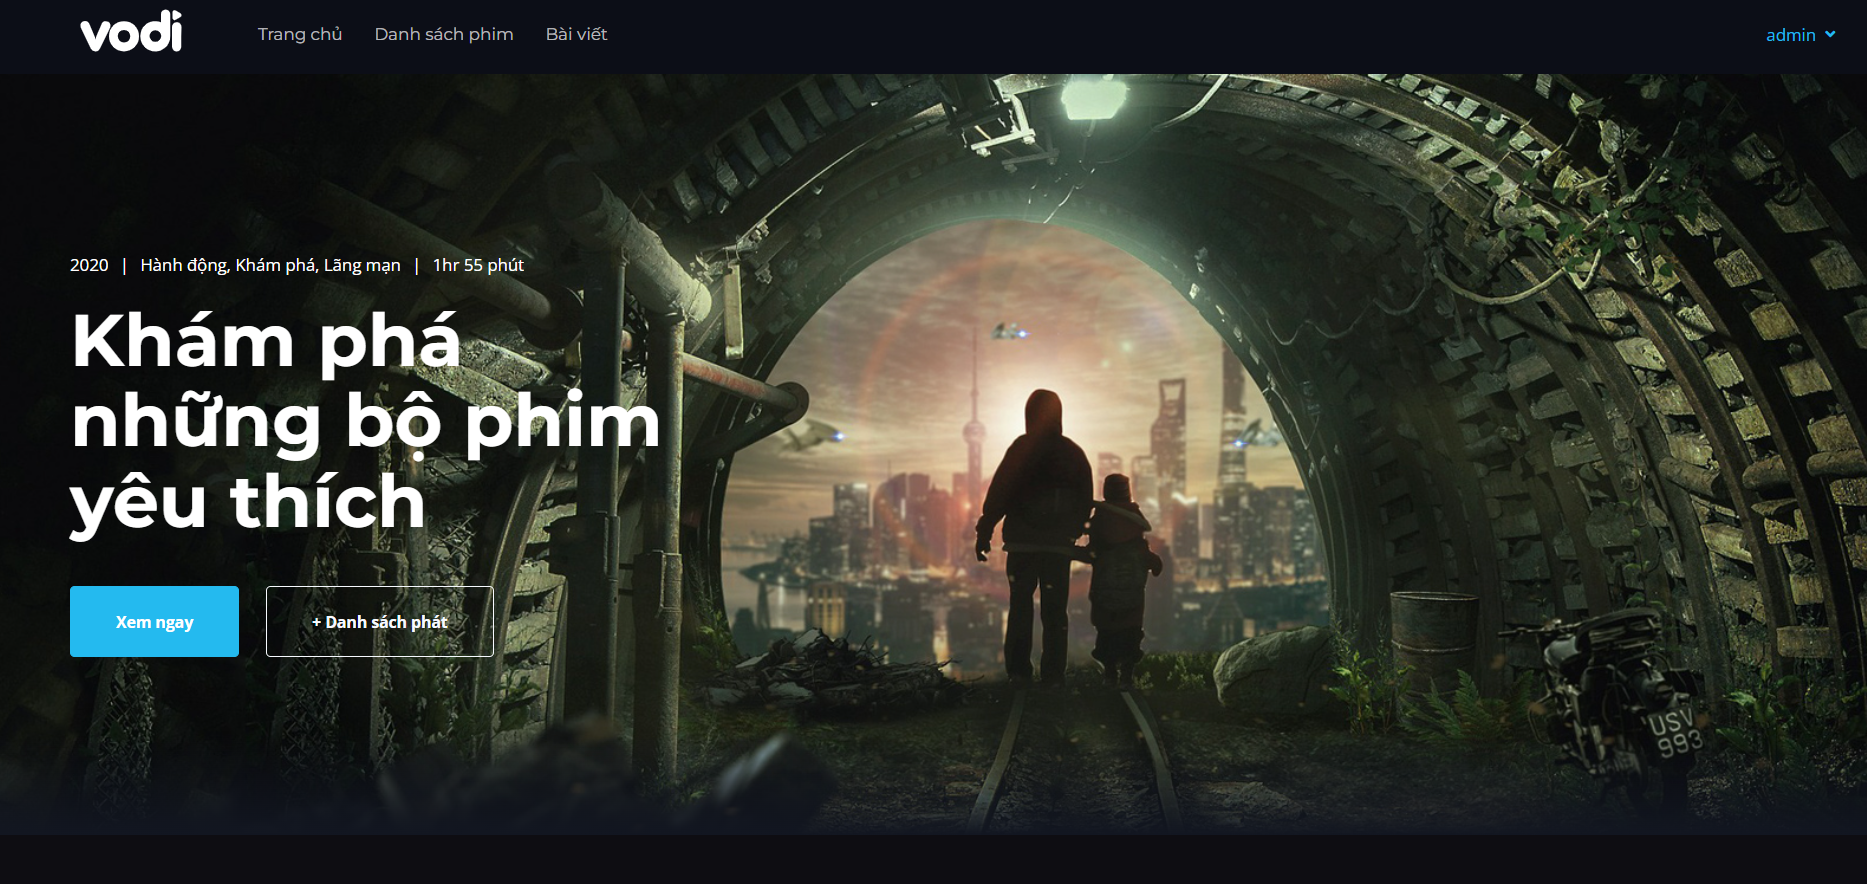 vodi
Trang chủ
Danh sách phim
Bài viết
admin
2020 | Hành động, Khám phá, Lãng mạn | 1hr 55 phút
Khám phá
những bộ phim
yêu thích
Xem ngay
+ Danh sách phát
USV
993